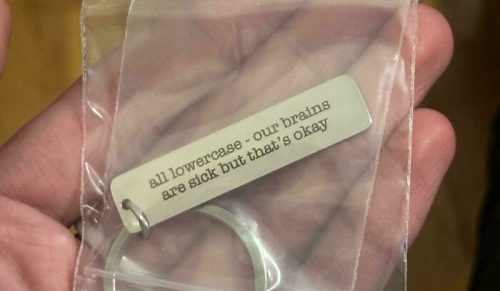 all lowercase - our brains
are sick but that's okay